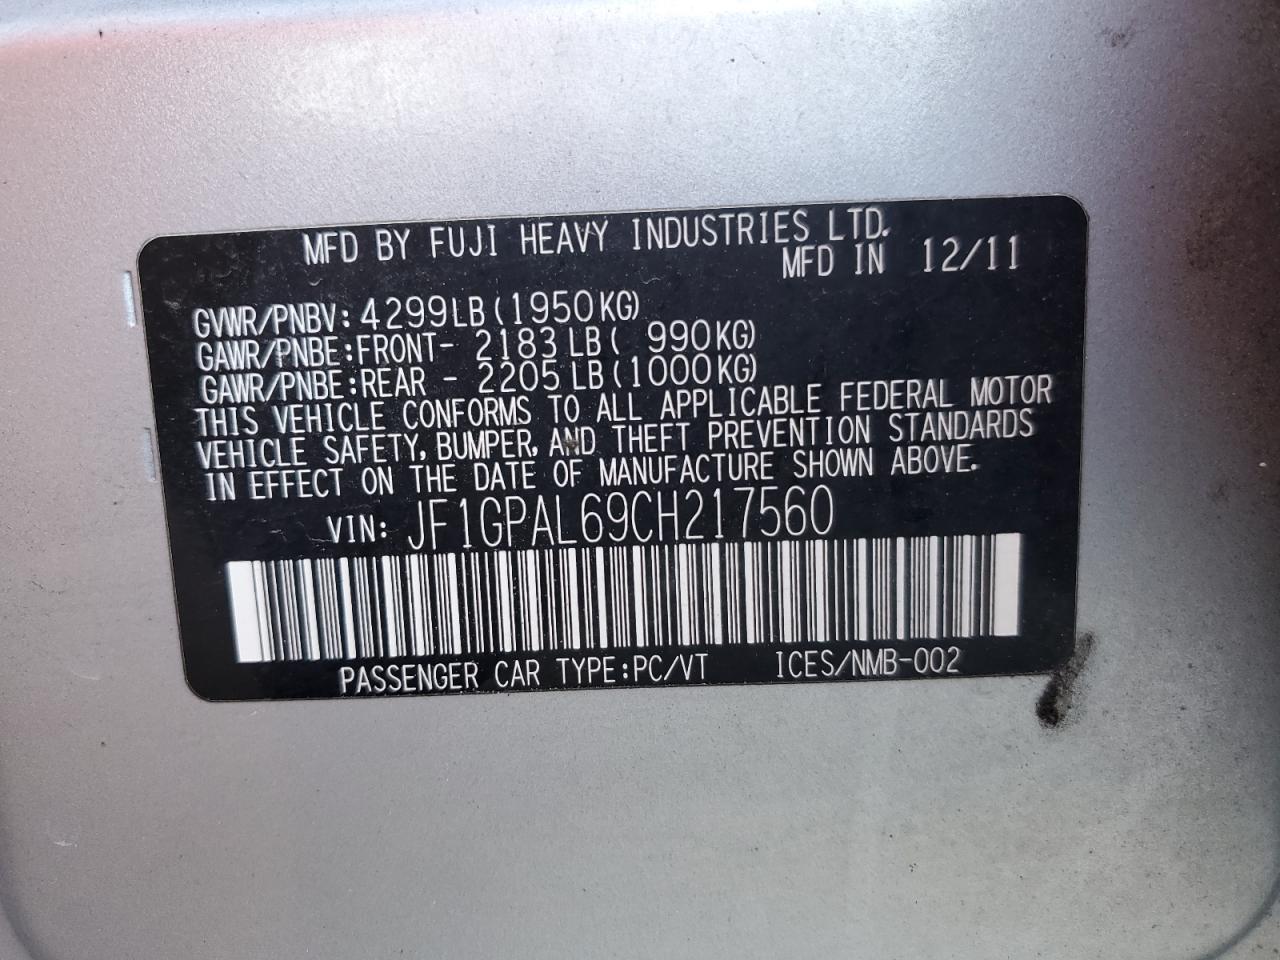 MFD BY FUJI HEAVY INDUSTRIES LTD.
MFD IN 12/11
GVWR/PNBV: 4299LB (1950KG)
GAWR/PNBE:FRONT- 2183 LB ( 990KG)
GAWR/PNBE:REAR - 2205 LB (1000KG)
THIS VEHICLE CONFORMS TO ALL APPLICABLE FEDERAL MOTOR
VEHICLE SAFETY, BUMPER, AND THEFT PREVENTION STANDARDS
IN EFFECT ON THE DATE OF MANUFACTURE SHOWN ABOVE.
VIN: JF1GPAL69CH217560
PASSENGER CAR TYPE:PC/VT ICES/NMB-002